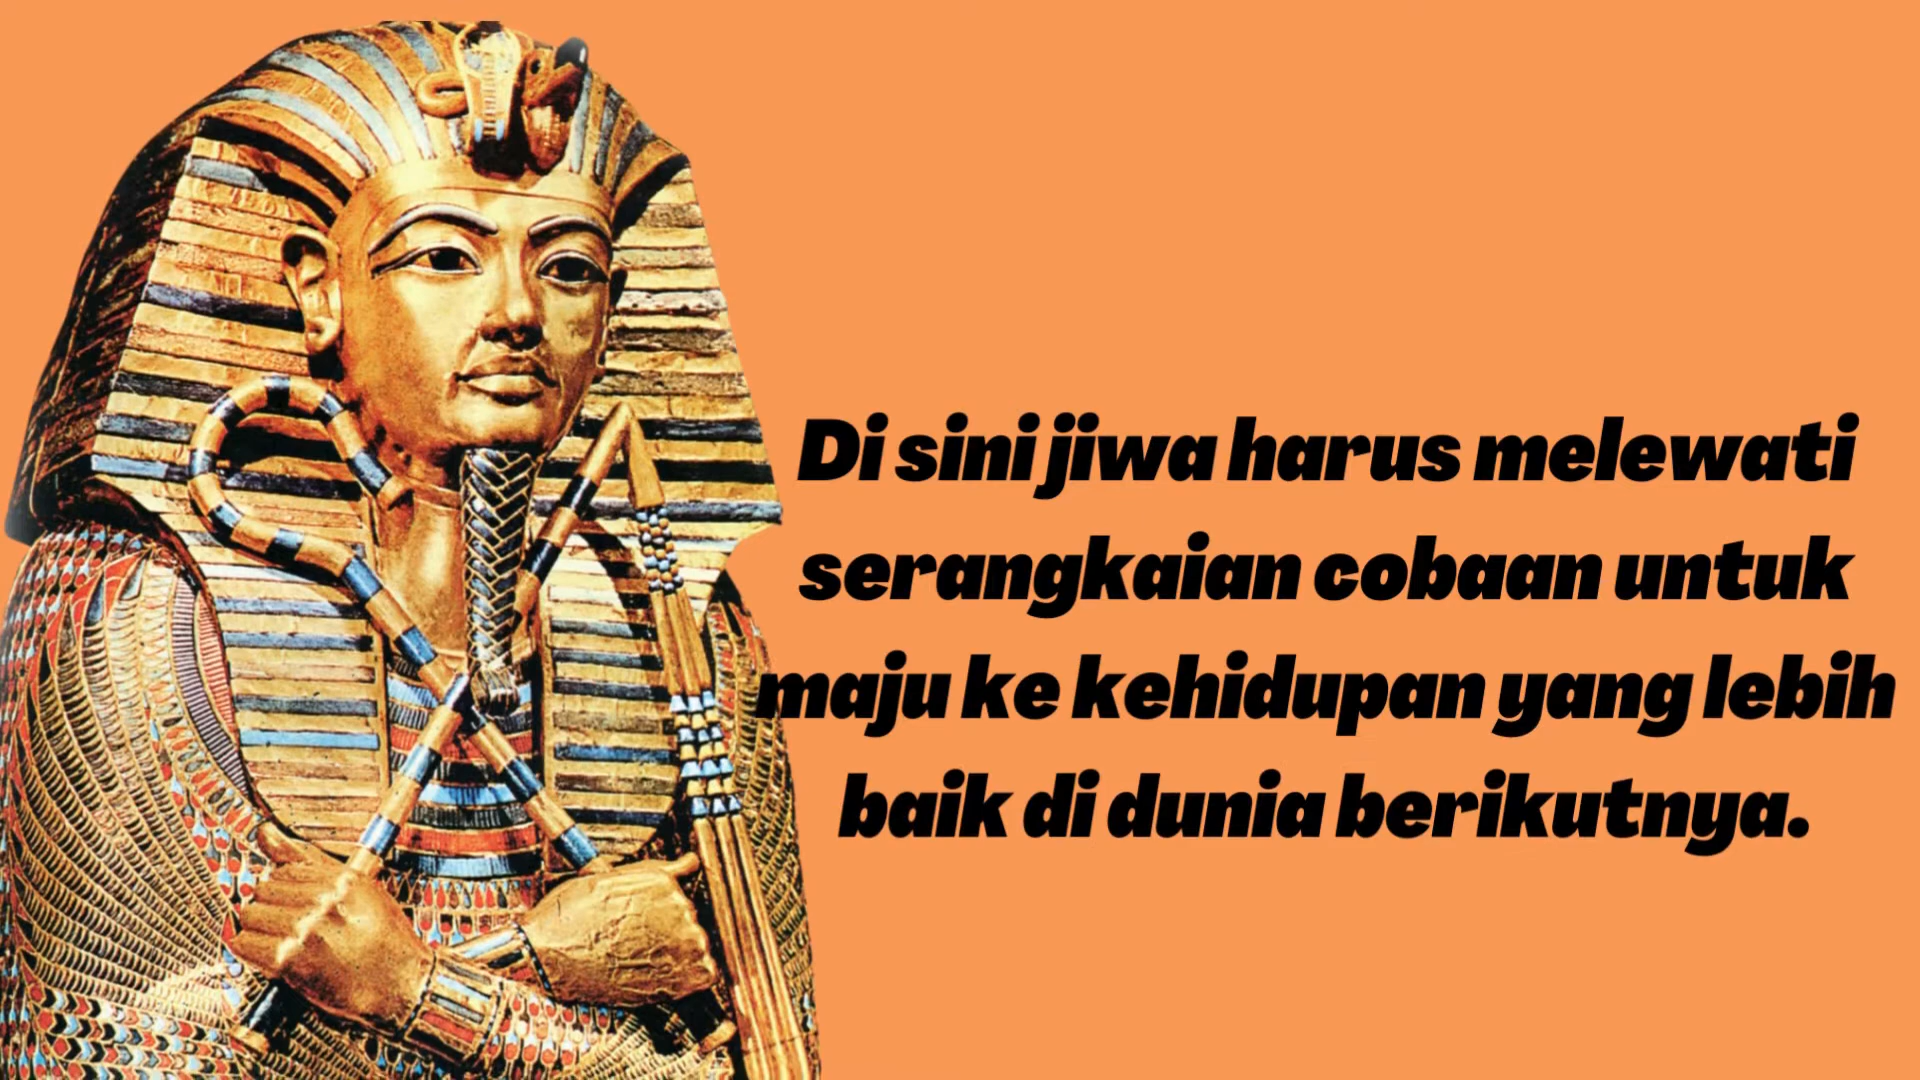 Di sini jiwa harus melewati
serangkaian cobaan untuk
maju ke kehidupan yang lebih
baik di dunia berikutnya.